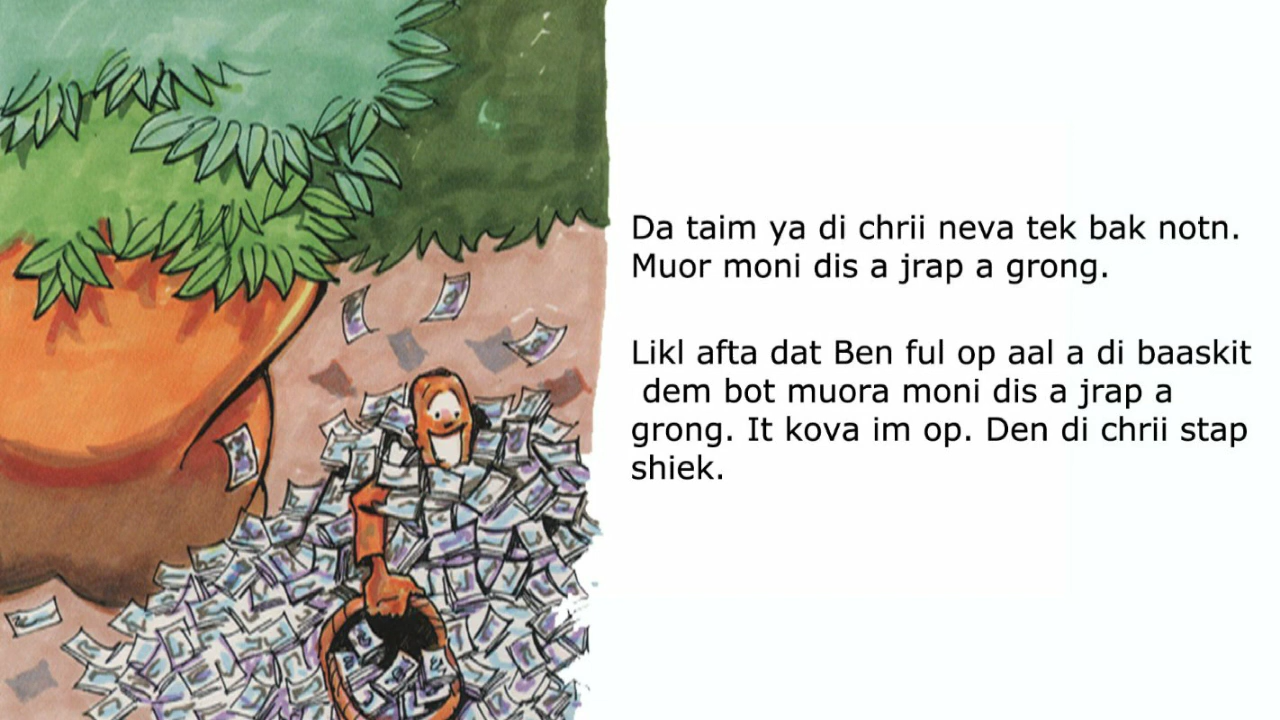 Da taim ya di chrii neva tek bak notn.
Muor moni dis a jrap a grong.
Likl afta dat Ben ful op aal a di baaskit
dem bot muora moni dis a jrap a
grong. It kova im op. Den di chrii stap
shiek.